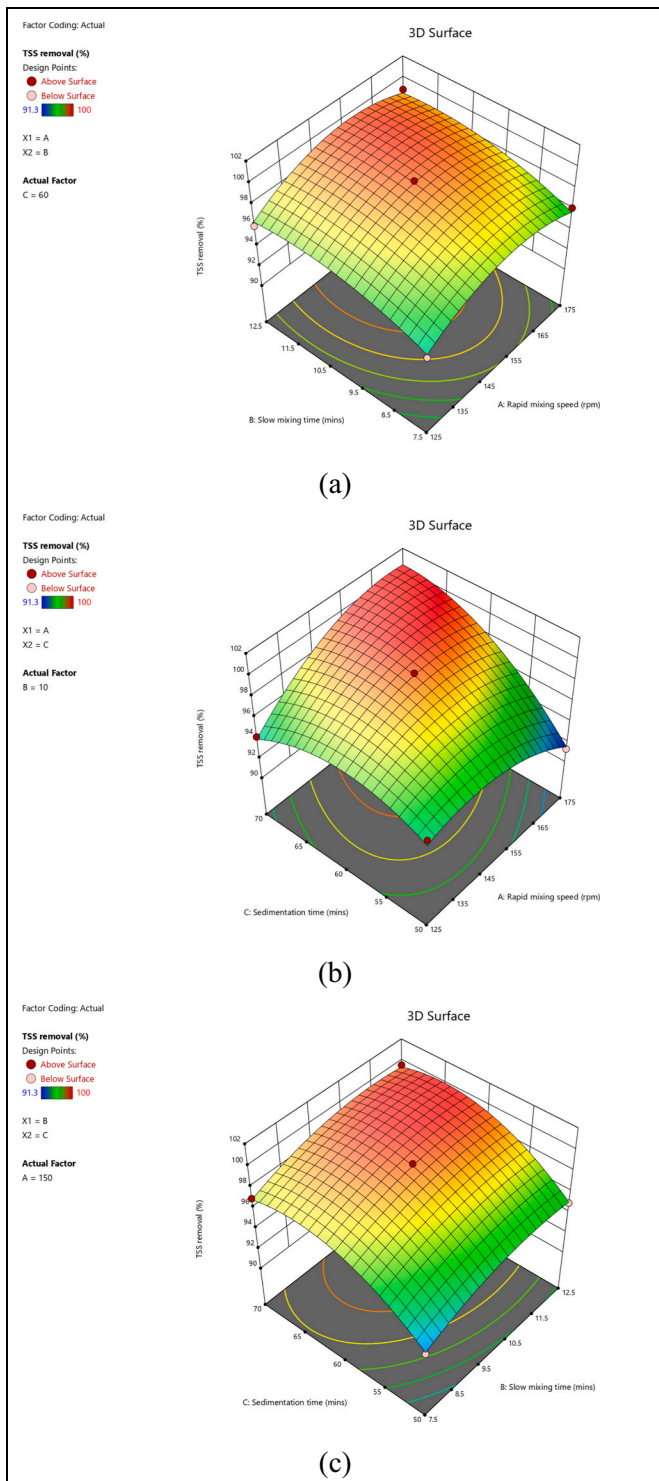 Factor Coding: Actual
3D Surface
TSS removal (%)
Design Points:
Above Surface
Below Surface
91.3 100
X1 = A
X2 = B
Actual Factor
C = 60
102
100
98
96
94
92
90
TSS removal (%)
12.5
11.5
10.5
9.5
8.5
7.5
B: Slow mixing time (mins)
125
135
145
155
165
175
A: Rapid mixing speed (rpm)
(a)
Factor Coding: Actual
3D Surface
TSS removal (%)
Design Points:
Above Surface
Below Surface
91.3 100
X1 = A
X2 = C
Actual Factor
B = 10
102
100
98
96
94
92
90
TSS removal (%)
70
65
60
55
50
C: Sedimentation time (mins)
125
135
145
155
165
175
A: Rapid mixing speed (rpm)
(b)
Factor Coding: Actual
3D Surface
TSS removal (%)
Design Points:
Above Surface
Below Surface
91.3 100
X1 = B
X2 = C
Actual Factor
A = 150
102
100
98
96
94
92
90
TSS removal (%)
70
65
60
55
50
C: Sedimentation time (mins)
7.5
8.5
9.5
10.5
11.5
12.5
B: Slow mixing time (mins)
(c)